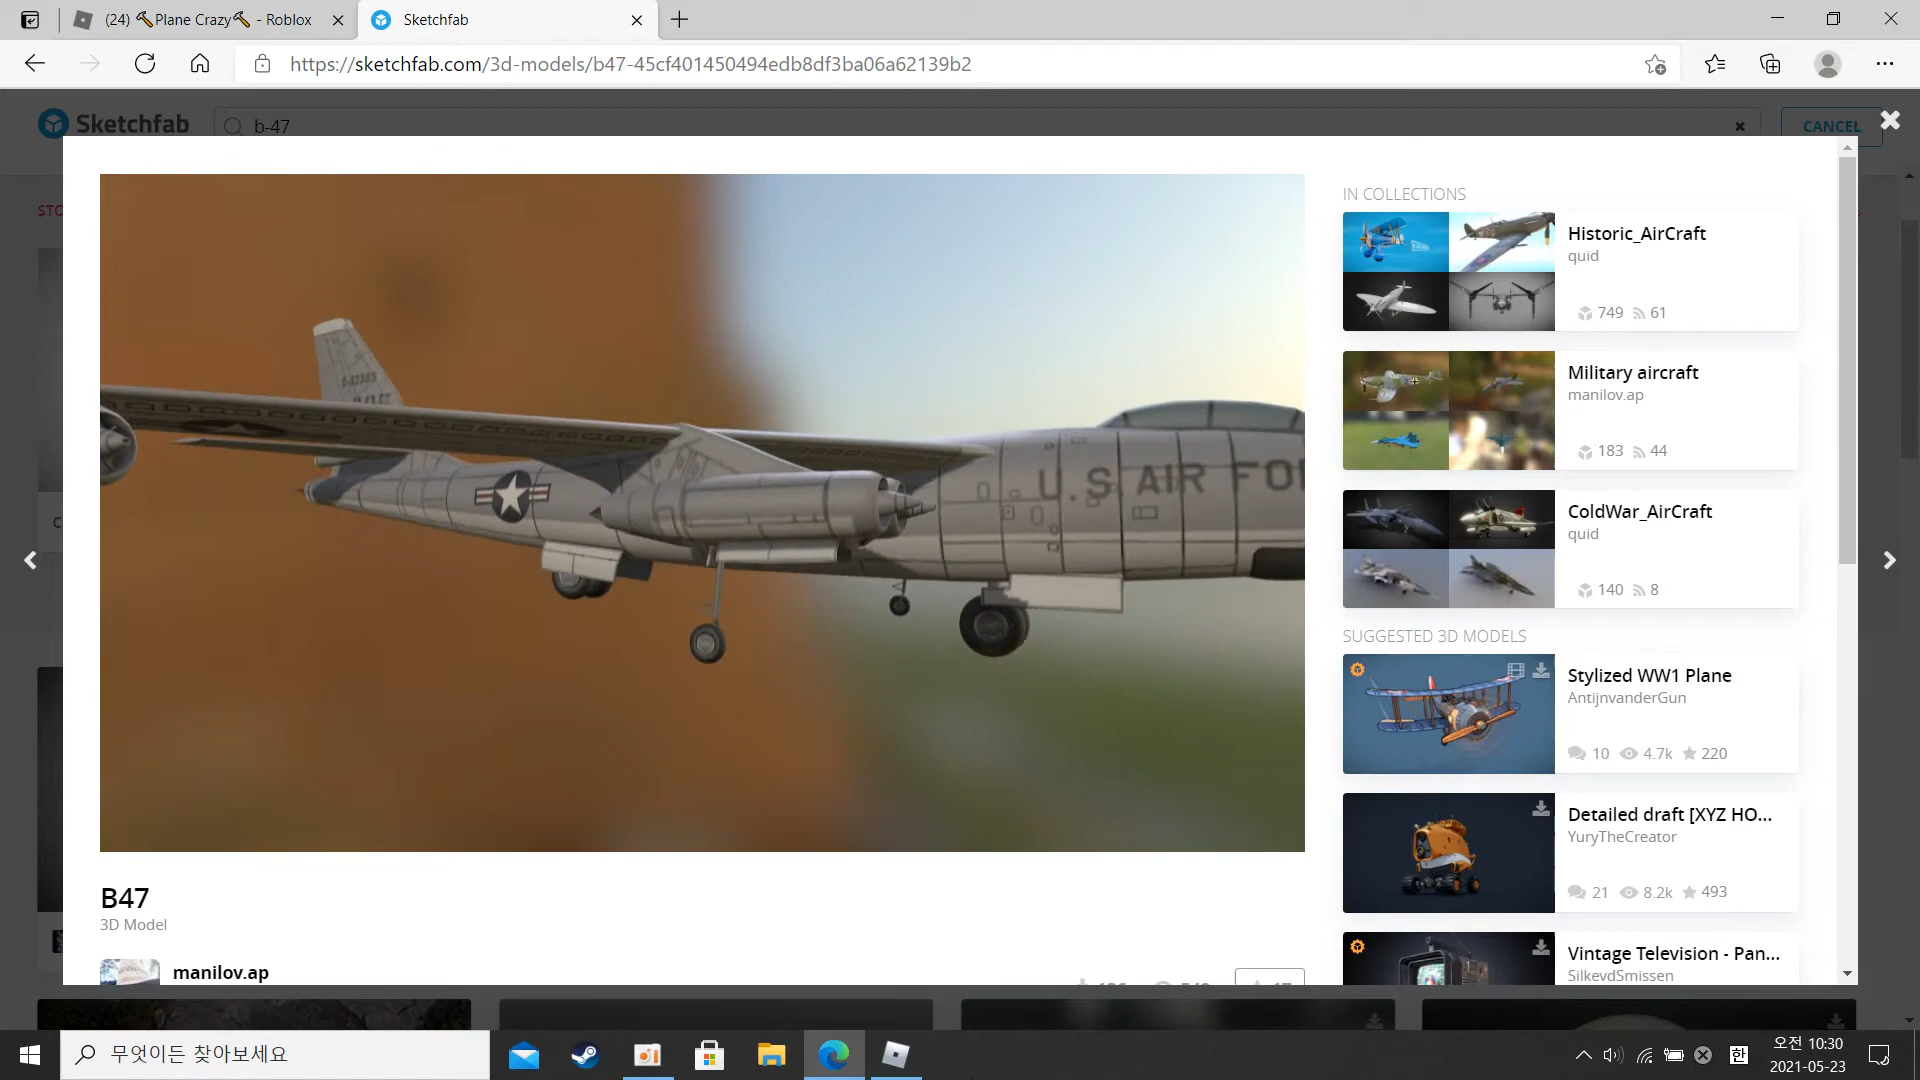 (24) 🔨Plane Crazy🔨 - Roblox
Sketchfab
https://sketchfab.com/3d-models/b47-45cf401450494edb8df3ba06a62139b2
Sketchfab
b-47
CANCEL
STO
U.S AIR FO
IN COLLECTIONS
Historic_AirCraft
quid
749 61
Military aircraft
manilov.ap
183 44
ColdWar_AirCraft
quid
140 8
SUGGESTED 3D MODELS
Stylized WW1 Plane
AntijnvanderGun
10 4.7k 220
Detailed draft [XYZ HO...
YuryTheCreator
21 8.2k 493
Vintage Television - Pan...
SilkevdSmissen
B47
3D Model
manilov.ap
무엇이든 찾아보세요
한
오전 10:30
2021-05-23